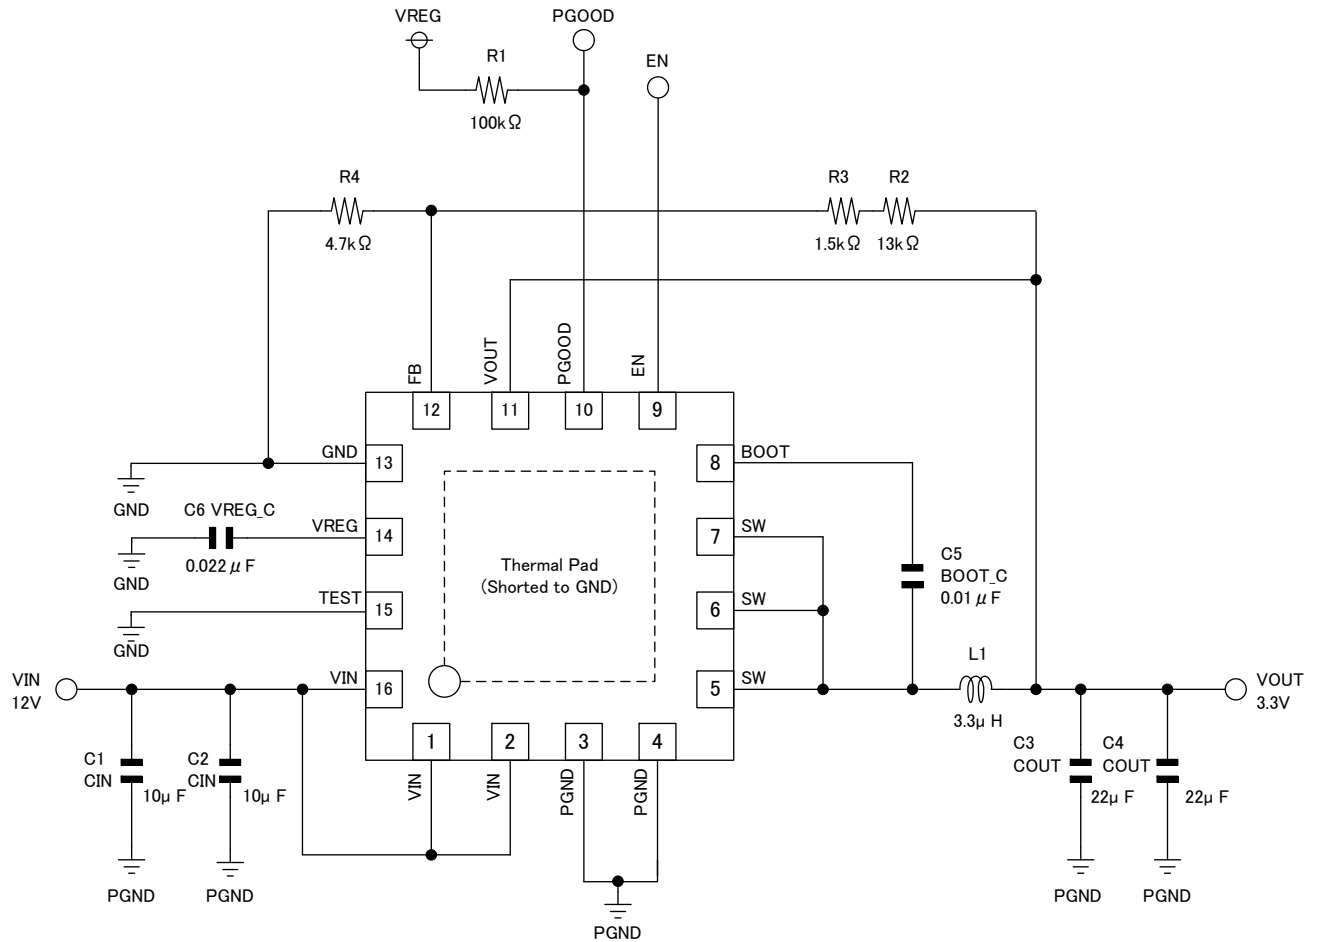 VREG
PGOOD
EN
R1
100kΩ
R4
4.7kΩ
R3
1.5kΩ
R2
13kΩ
FB
VOUT
PGOOD
EN
12
11
10
9
GND
13
GND
C6 VREG_C
0.022μF
GND
VREG
14
TEST
15
GND
VIN
12V
VIN
16
8
BOOT
7
SW
6
SW
5
SW
Thermal Pad
(Shorted to GND)
C5
BOOT_C
0.01μF
L1
3.3μH
VOUT
3.3V
1
2
3
4
VIN
VIN
PGND
PGND
C1
CIN
10μF
C2
CIN
10μF
C3
COUT
22μF
C4
COUT
22μF
PGND
PGND
PGND
PGND
PGND